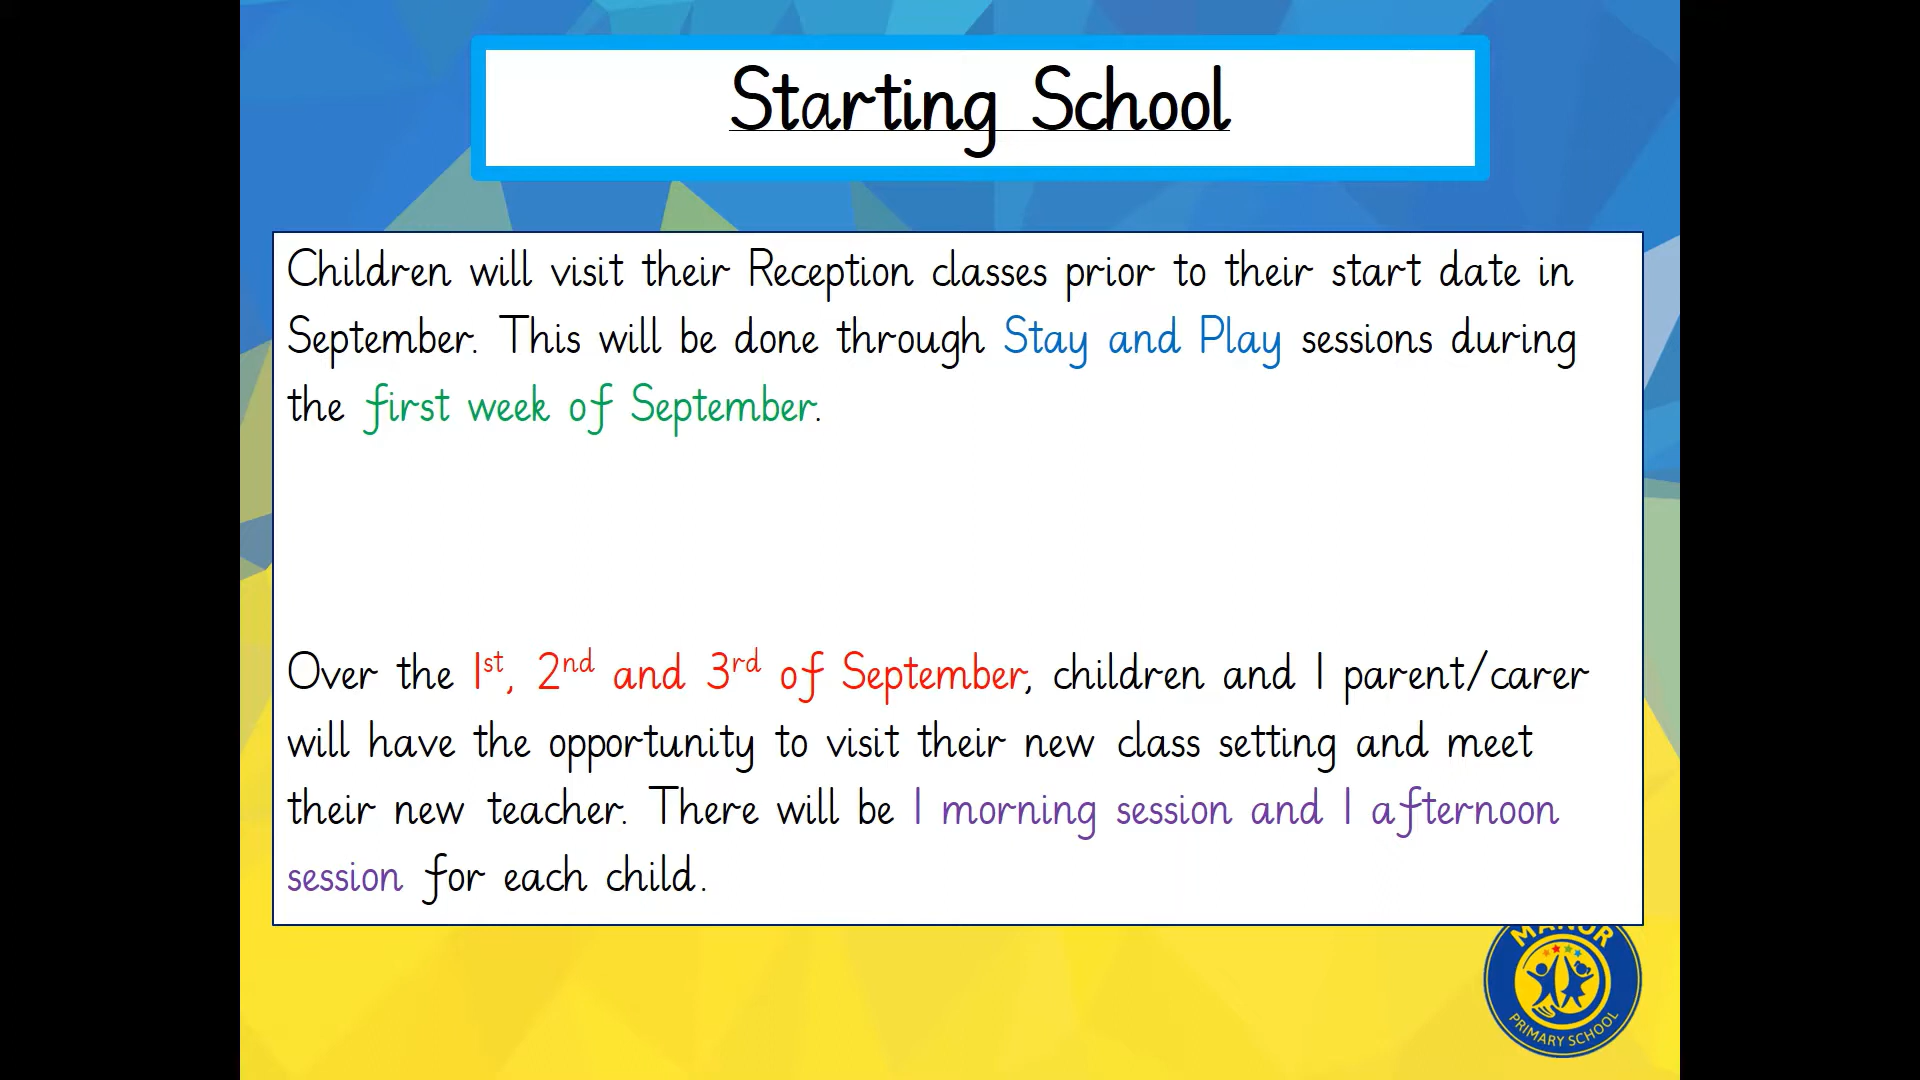 Starting School
Children will visit their Reception classes prior to their start date in
September. This will be done through Stay and Play sessions during
the first week of September.
Over the 1st, 2nd and 3rd of September, children and 1 parent/carer
will have the opportunity to visit their new class setting and meet
their new teacher. There will be 1 morning session and 1 afternoon
session for each child.
MANOR
PRIMARY SCHOOL